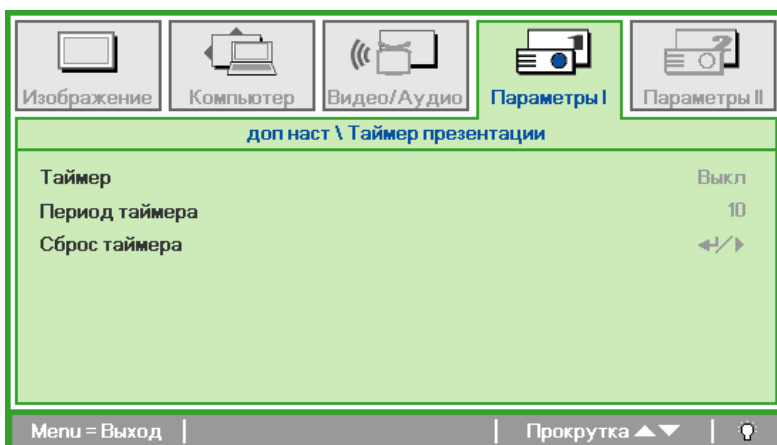 Изображение
Компьютер
Видео/Аудио
Параметры I
Параметры II
доп наст \ Таймер презентации
Таймер Выкл
Период таймера 10
Сброс таймера
Menu = Выход Прокрутка